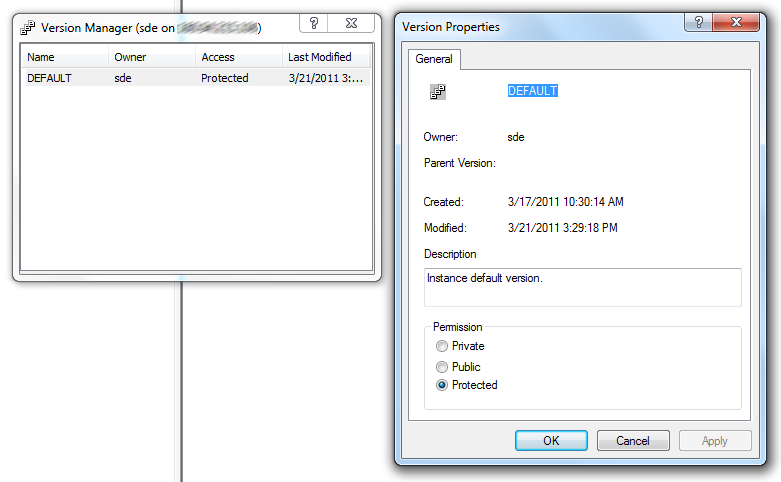 Version Manager (sde on )
Name Owner Access Last Modified
DEFAULT sde Protected 3/21/2011 3:...
Version Properties
General
DEFAULT
Owner: sde
Parent Version:
Created: 3/17/2011 10:30:14 AM
Modified: 3/21/2011 3:29:18 PM
Description
Instance default version.
Permission
Private
Public
Protected
OK Cancel Apply